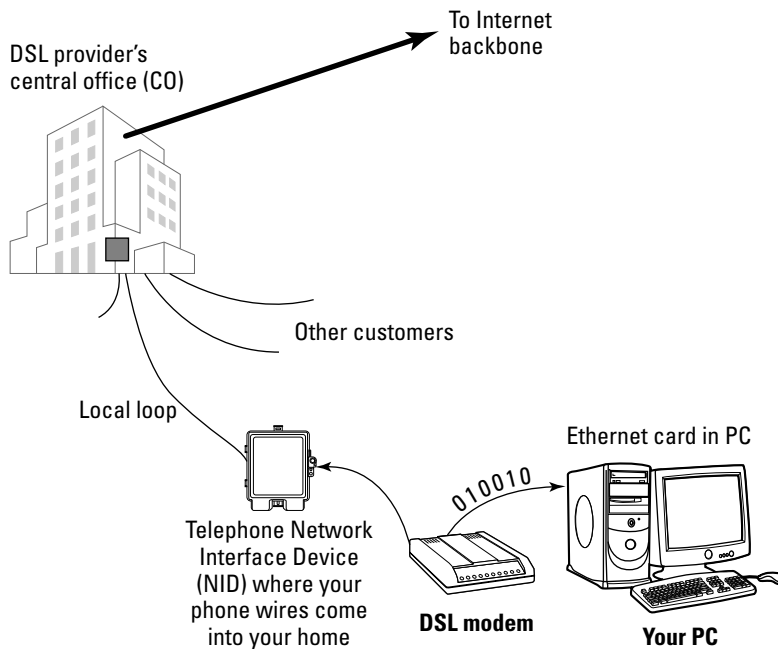 To Internet
backbone
DSL provider’s
central office (CO)
Other customers
Local loop
Ethernet card in PC
010010
Telephone Network
Interface Device
(NID) where your
phone wires come
into your home
DSL modem
Your PC